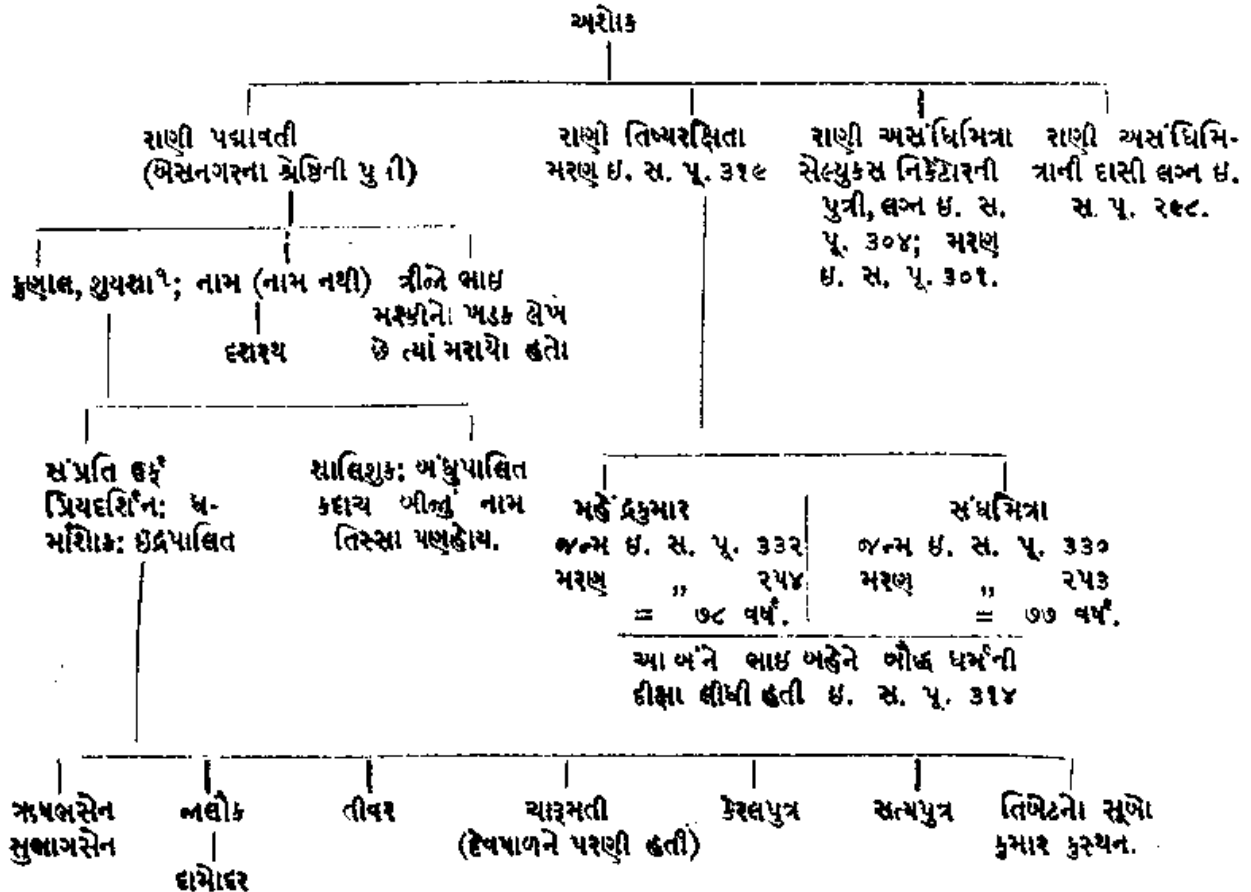 અશોક
રાણી પદ્માવતી
(બેસનગરના શ્રેષ્ઠિની પુત્રી)
રાણી તિષ્યરક્ષિતા
મરણ ઇ. સ. પૂ. ૩૧૯
રાણી અસંધિમિત્રા
સેલ્યુકસ નિકેટોરની
પુત્રી, લગ્ન ઇ. સ.
પૂ. ૩૦૪; મરણ
ઇ. સ. પૂ. ૩૦૧.
રાણી અસંધિમિ-
ત્રાની દાસી લગ્ન ઇ.
સ. પૂ. ૨૯૮.
કુણાલ, સુયશા૧; નામ (નામ નથી)
દશરથ
ત્રીજો ભાઇ
મસ્કીનો ખડક લેખ
છે ત્યાં મરાયો હતો
સંપ્રતિ ઉર્ફે
પ્રિયદર્શિન: ધ-
ર્માશોક: ઇંદ્રપાલિત
શાલિશુક: બંધુપાલિત
કદાચ બીજું નામ
તિસ્સા પણહોય.
મહેંદ્રકુમાર
જન્મ ઇ. સ. પૂ. ૩૩૨
મરણ ,, ૨૫૪
= ૭૮ વર્ષ.
સંધમિત્રા
જન્મ ઇ. સ. પૂ. ૩૩૦
મરણ ,, ૨૫૩
= ૭૭ વર્ષ.
આ બંને ભાઇ બહેને બૌદ્ધ ધર્મની
દીક્ષા લીધી હતી ઇ. સ. પૂ. ૩૧૪
ઋષભસેન
સુભાગસેન
જાલૌક
દામોદર
તીવર
ચારૂમતી
(દેવપાળને પરણી હતી)
કેરલપુત્ર
સત્યપુત્ર
તિબેટનો સૂબો
કુમાર કુસ્થન.